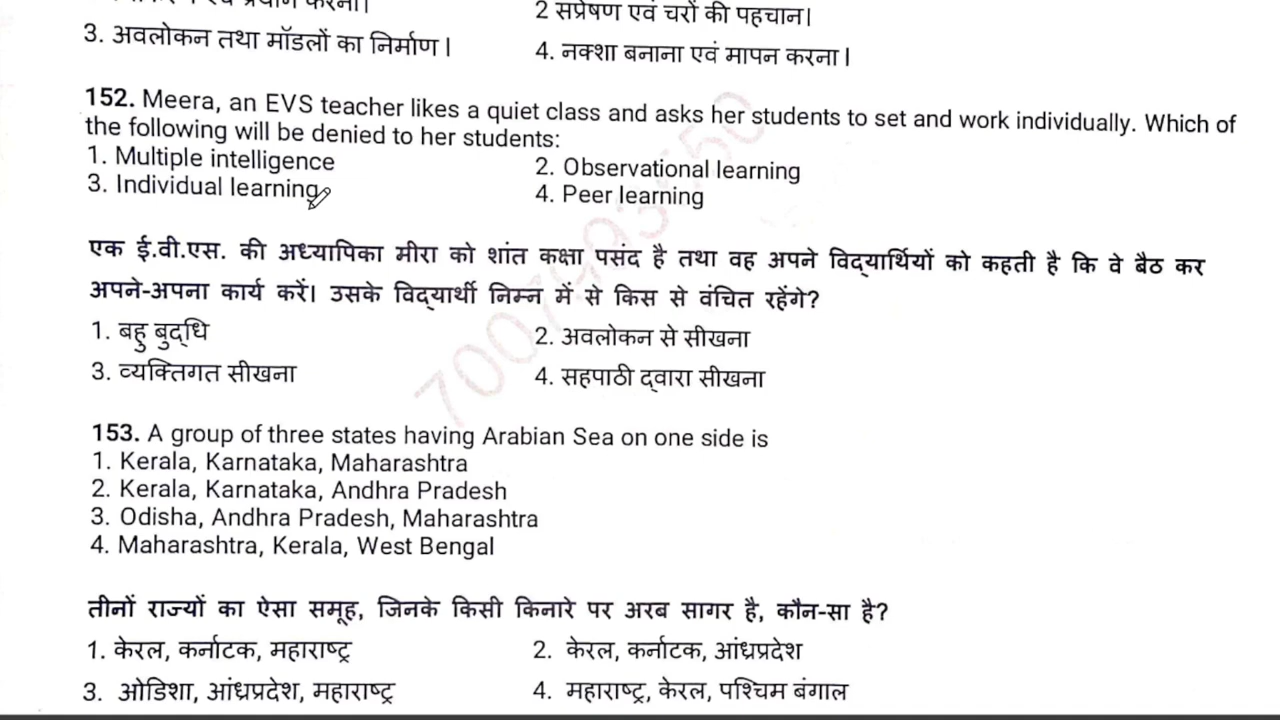 प्रयोग करना।
2 सप्रेषण एवं चरों की पहचान।
3. अवलोकन तथा मॉडलों का निर्माण।
4. नक्शा बनाना एवं मापन करना।
152. Meera, an EVS teacher likes a quiet class and asks her students to set and work individually. Which of
the following will be denied to her students:
1. Multiple intelligence
2. Observational learning
3. Individual learning
4. Peer learning
एक ई.वी.एस. की अध्यापिका मीरा को शांत कक्षा पसंद है तथा वह अपने विद्यार्थियों को कहती है कि वे बैठ कर
अपने-अपना कार्य करें। उसके विद्यार्थी निम्न में से किस से वंचित रहेंगे?
1. बहु बुद्धि
2. अवलोकन से सीखना
3. व्यक्तिगत सीखना
4. सहपाठी द्वारा सीखना
153. A group of three states having Arabian Sea on one side is
1. Kerala, Karnataka, Maharashtra
2. Kerala, Karnataka, Andhra Pradesh
3. Odisha, Andhra Pradesh, Maharashtra
4. Maharashtra, Kerala, West Bengal
तीनों राज्यों का ऐसा समूह, जिनके किसी किनारे पर अरब सागर है, कौन-सा है?
1. केरल, कर्नाटक, महाराष्ट्र
2. केरल, कर्नाटक, आंध्रप्रदेश
3. ओडिशा, आंध्रप्रदेश, महाराष्ट्र
4. महाराष्ट्र, केरल, पश्चिम बंगाल